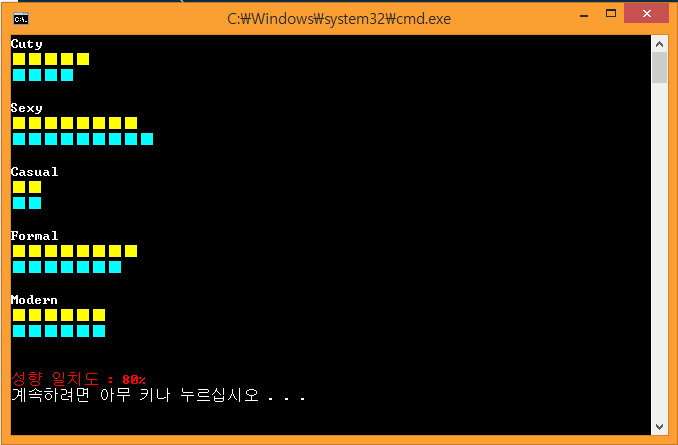 C:₩Windows₩system32₩cmd.exe
Cuty
Sexy
Casual
Formal
Modern
성향 일치도 : 80%
계속하려면 아무 키나 누르십시오 . . .